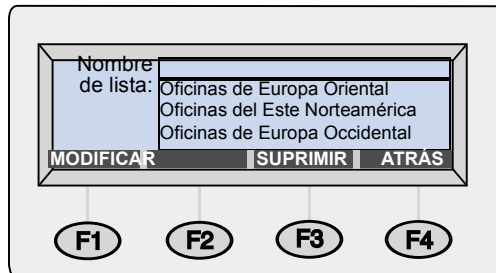 Nombre
de lista:
Oficinas de Europa Oriental
Oficinas del Este Norteamérica
Oficinas de Europa Occidental
MODIFICAR SUPRIMIR ATRÁS
F1 F2 F3 F4